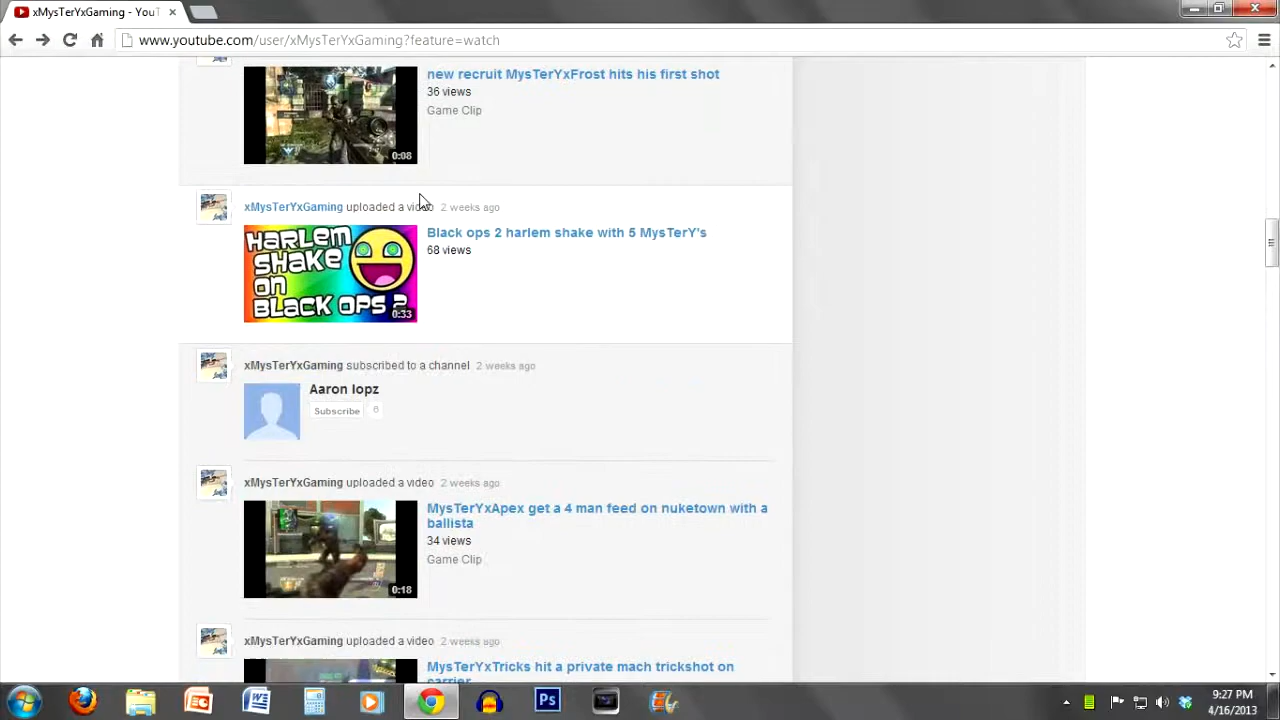 xMysTerYxGaming - YouT
www.youtube.com/user/xMysTerYxGaming?feature=watch
new recruit MysTerYxFrost hits his first shot
36 views
Game Clip
0:08
xMysTerYxGaming uploaded a video 2 weeks ago
Black ops 2 harlem shake with 5 MysTerY's
68 views
HARLEM
SHAKE
ON
BLACK OPS 2
0:33
xMysTerYxGaming subscribed to a channel 2 weeks ago
Aaron lopz
Subscribe 6
xMysTerYxGaming uploaded a video 2 weeks ago
MysTerYxApex get a 4 man feed on nuketown with a
ballista
34 views
Game Clip
0:18
xMysTerYxGaming uploaded a video 2 weeks ago
MysTerYxTricks hit a private mach trickshot on
carrier
9:27 PM
4/16/2013